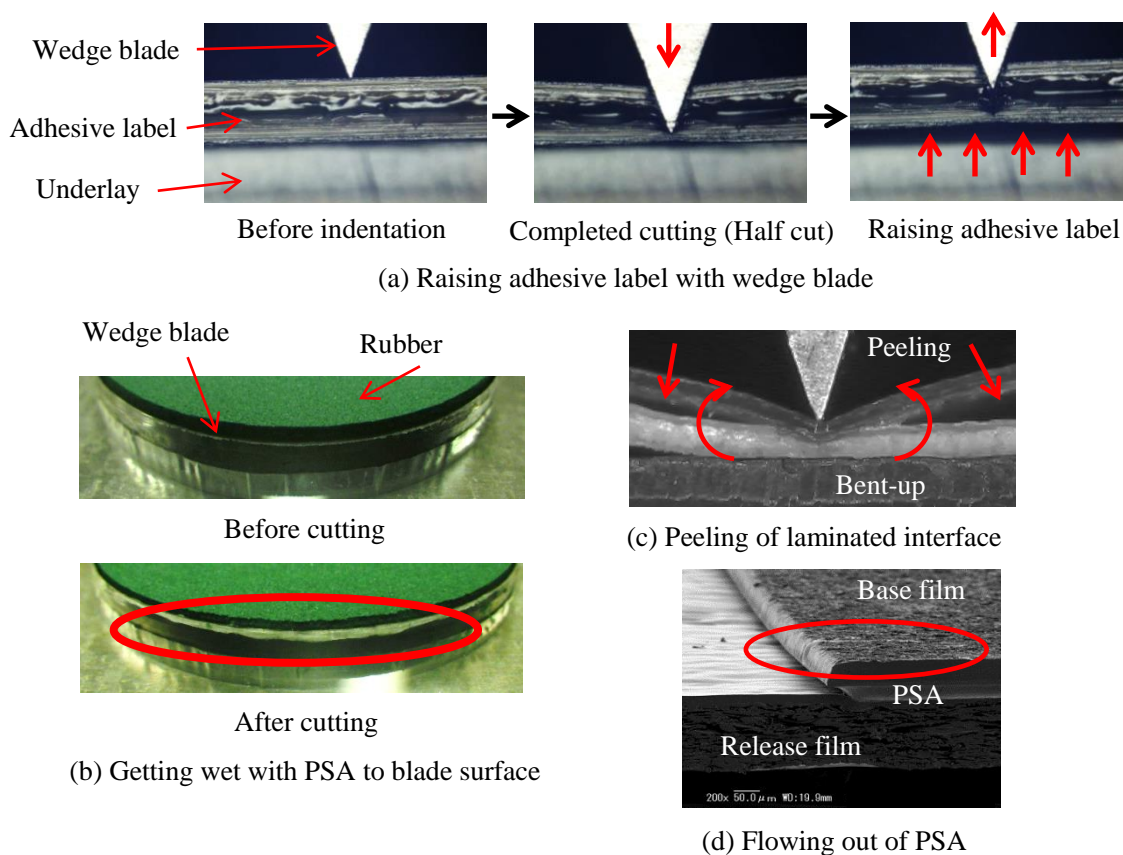 Wedge blade
Adhesive label
Underlay
Before indentation
Completed cutting (Half cut)
Raising adhesive label
(a) Raising adhesive label with wedge blade
Wedge blade
Rubber
Before cutting
After cutting
(b) Getting wet with PSA to blade surface
Peeling
Bent-up
(c) Peeling of laminated interface
Base film
PSA
Release film
200x 50.0μm WD:19.9mm
(d) Flowing out of PSA